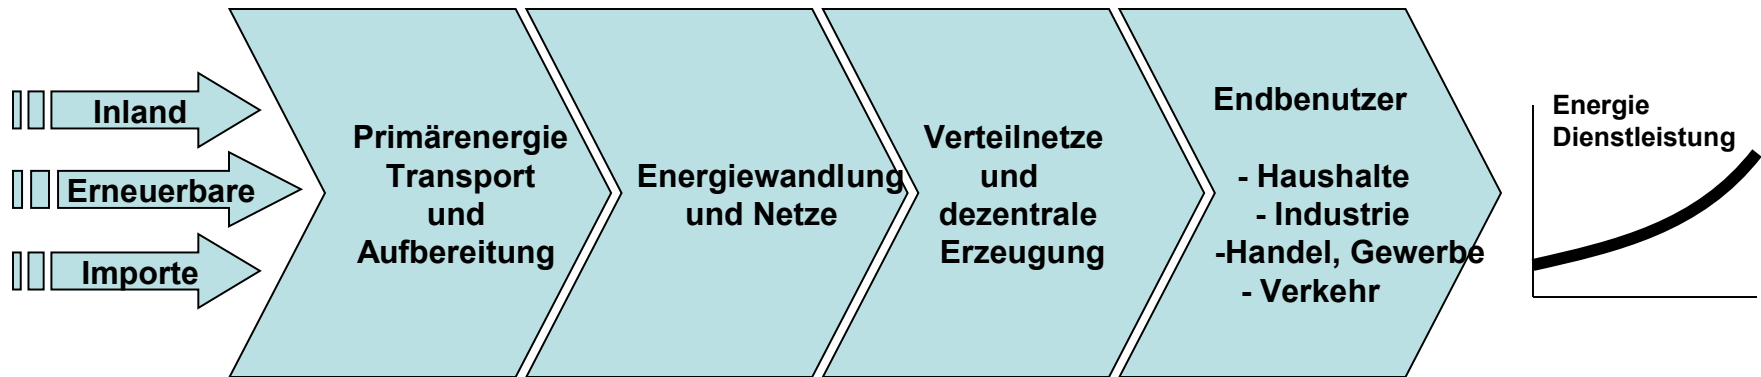 Inland
Erneuerbare
Importe
Primärenergie
Transport
und
Aufbereitung
Energiewandlung
und Netze
Verteilnetze
und
dezentrale
Erzeugung
Endbenutzer
- Haushalte
- Industrie
-Handel, Gewerbe
- Verkehr
Energie
Dienstleistung